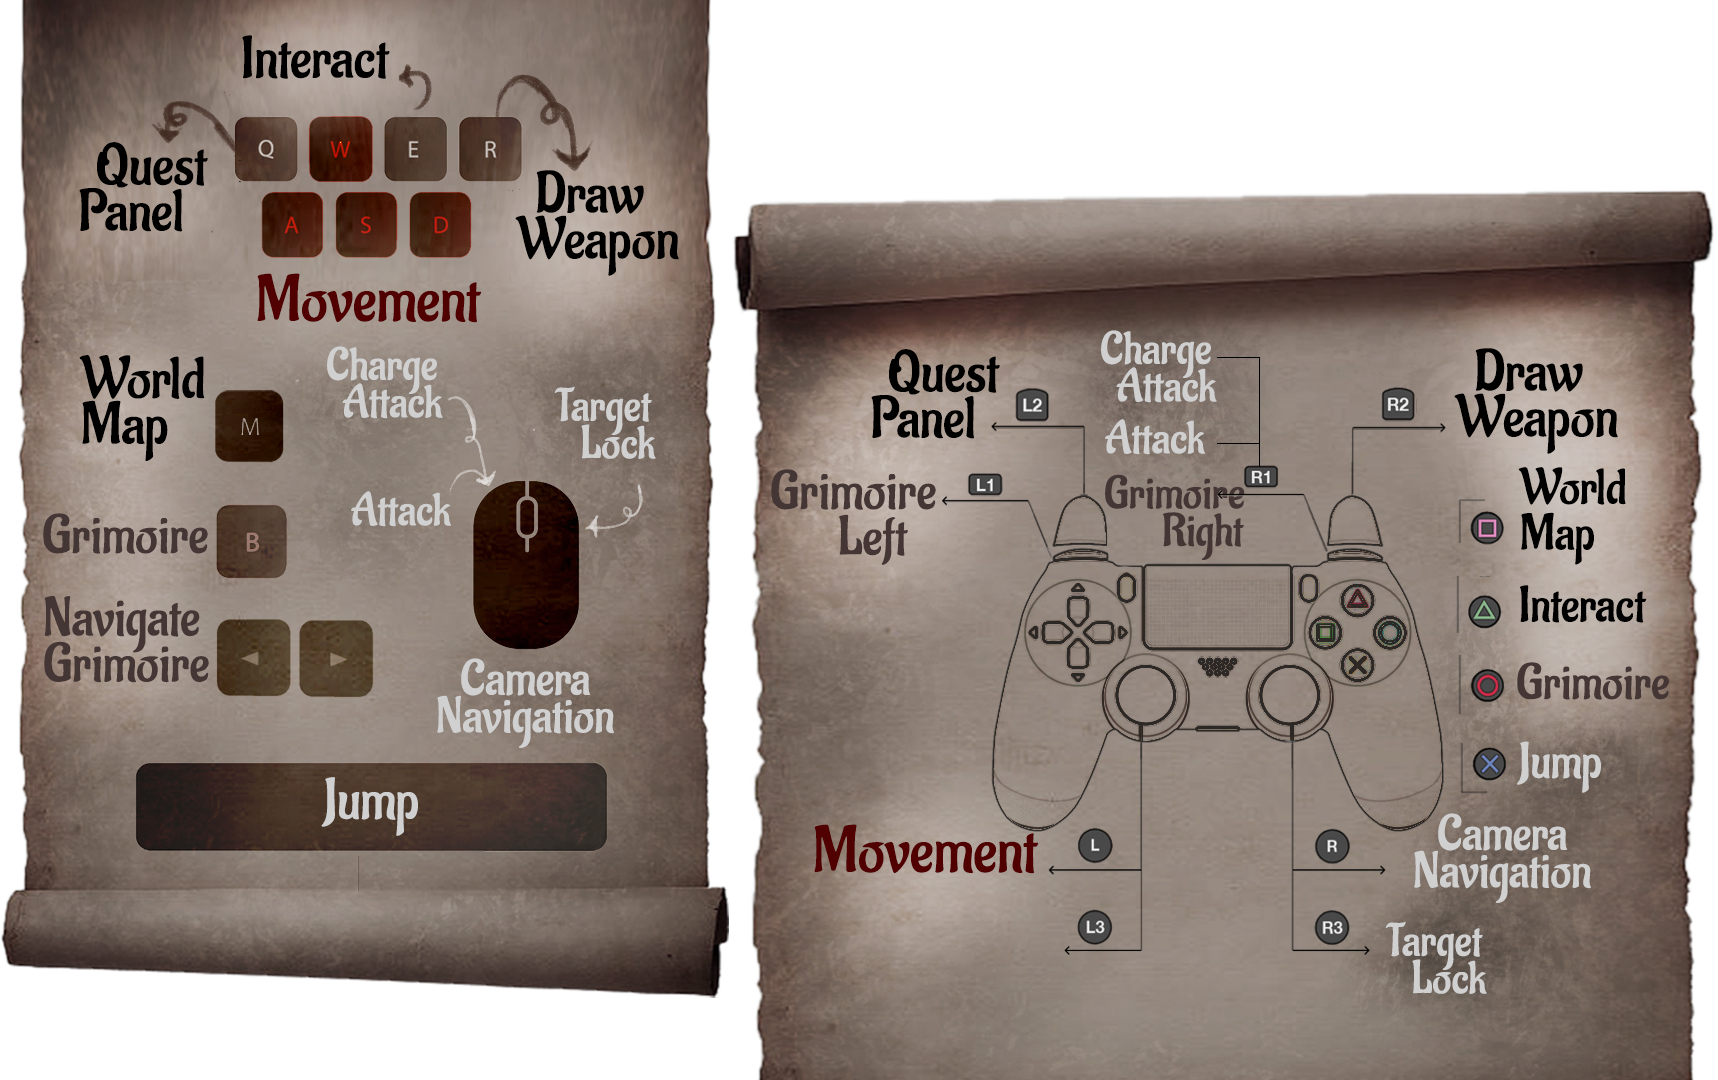 Interact
Q
W
E
R
Quest
Panel
Draw
Weapon
A
S
D
Movement
World
Map
M
Charge
Attack
Target
Lock
Attack
Grimoire
B
Navigate
Grimoire
Camera
Navigation
Jump
Quest
Panel
L2
Charge
Attack
Attack
R2
Draw
Weapon
Grimoire
Left
L1
Grimoire
Right
R1
World
Map
Interact
Grimoire
Jump
Movement
L
R
Camera
Navigation
L3
R3
Target
Lock